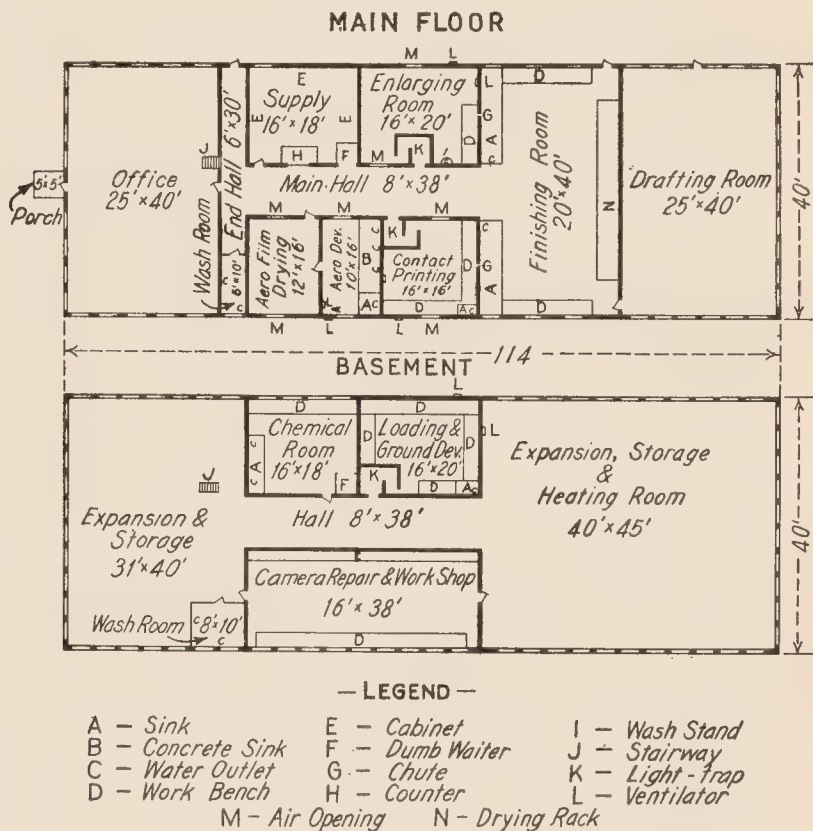 MAIN FLOOR
M L
E
Supply
16'×18'
E E
H F
Enlarging
Room
16'×20'
M K D
L
G
A
C
D
Finishing Room
20'×40'
N
D
Drafting Room
25'×40'
40'
5'×5'
Porch
Office
25'×40'
J
End Hall 6'×30'
Wash Room
6'×10'
C
C
Main Hall 8'×38'
M M M
Aero Film
Drying
12'×16'
Aero Dev.
10'×16'
B
C
C
A C
K
Contact
Printing
16'×16'
D
D
A C
C
G
A
M L L M
114
BASEMENT
L
D
Chemical
Room
16'×18'
C
A
C
F
D
Loading &
Ground Dev.
16'×20'
D D
K
D A C
L
Expansion, Storage
&
Heating Room
40'×45'
40'
J
Expansion &
Storage
31'×40'
Hall 8'×38'
Camera Repair & Work Shop
16'×38'
D
Wash Room
C 8'×10'
C
— LEGEND —
A — Sink E — Cabinet I — Wash Stand
B — Concrete Sink F — Dumb Waiter J — Stairway
C — Water Outlet G — Chute K — Light-trap
D — Work Bench H — Counter L — Ventilator
M — Air Opening N — Drying Rack